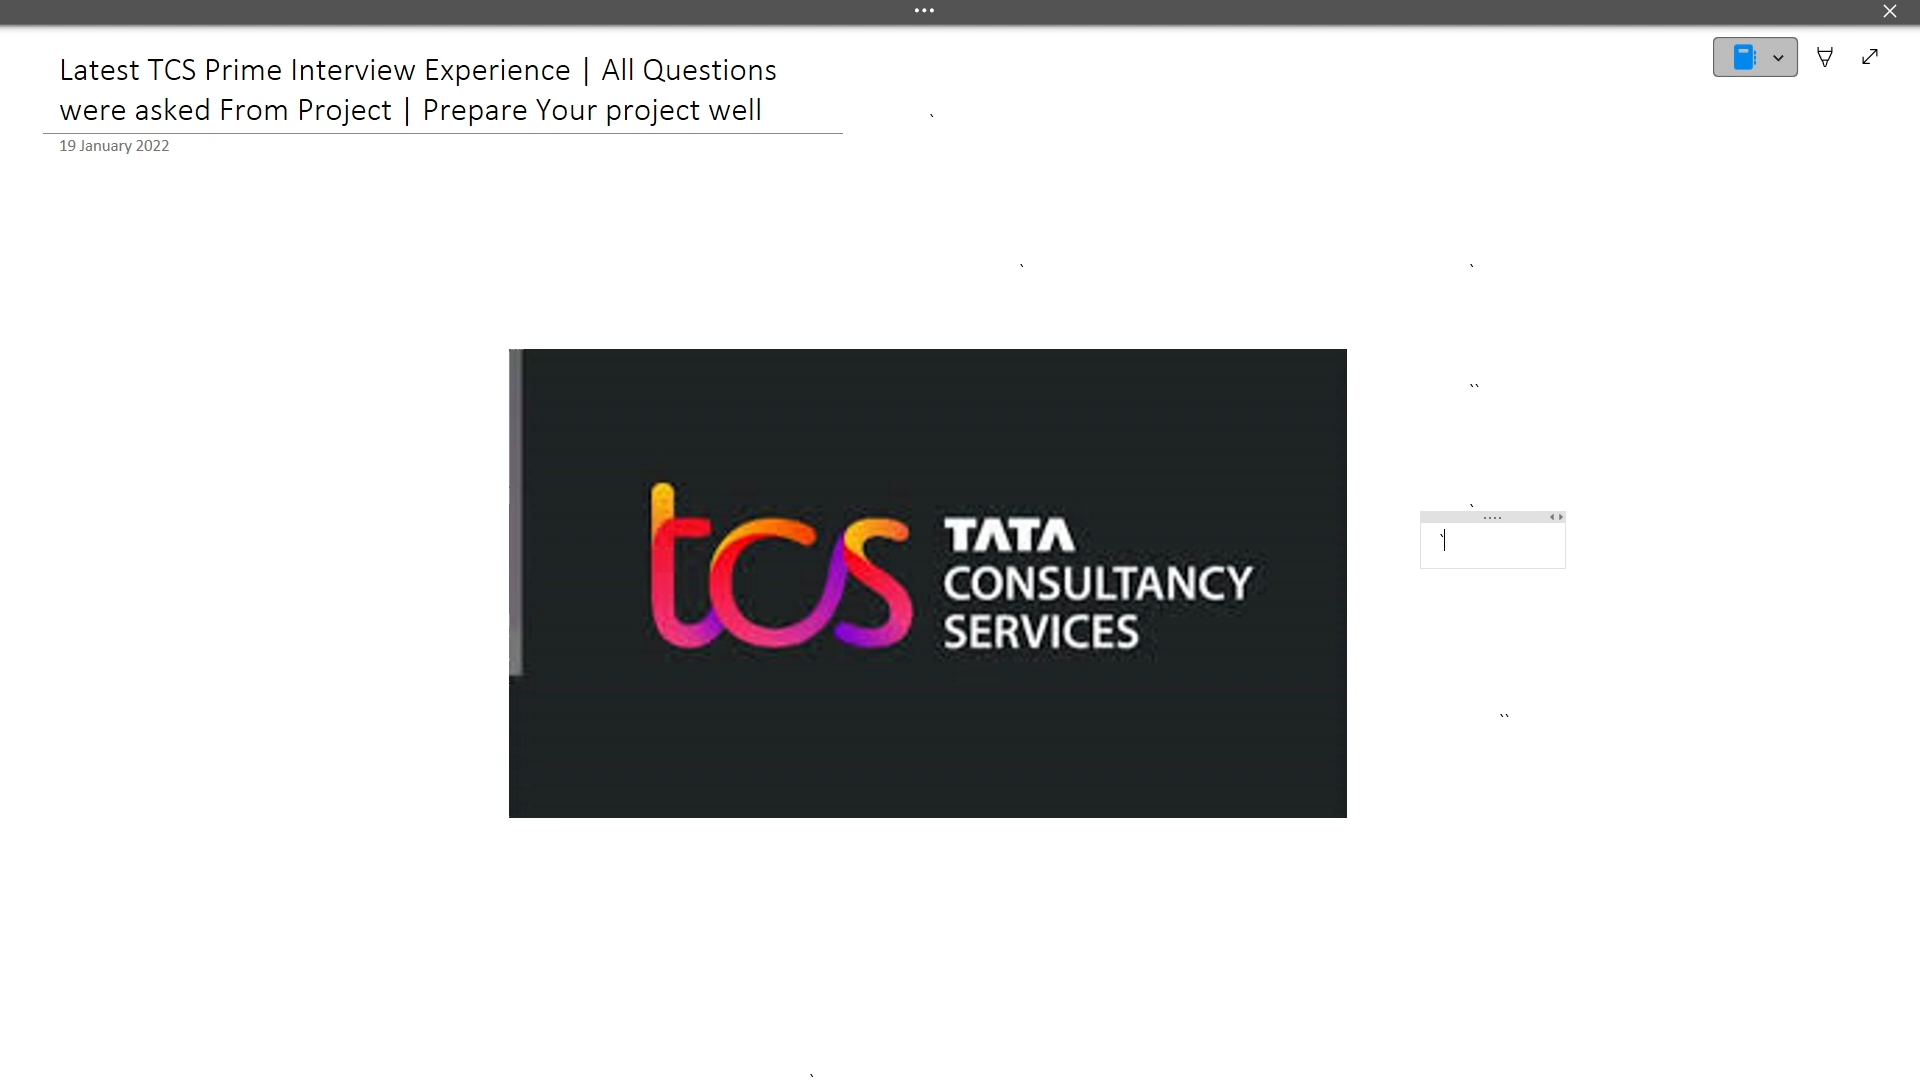 Latest TCS Prime Interview Experience | All Questions
were asked From Project | Prepare Your project well
19 January 2022
`
`
`
``
`
`
tcs
TATA
CONSULTANCY
SERVICES
``
`